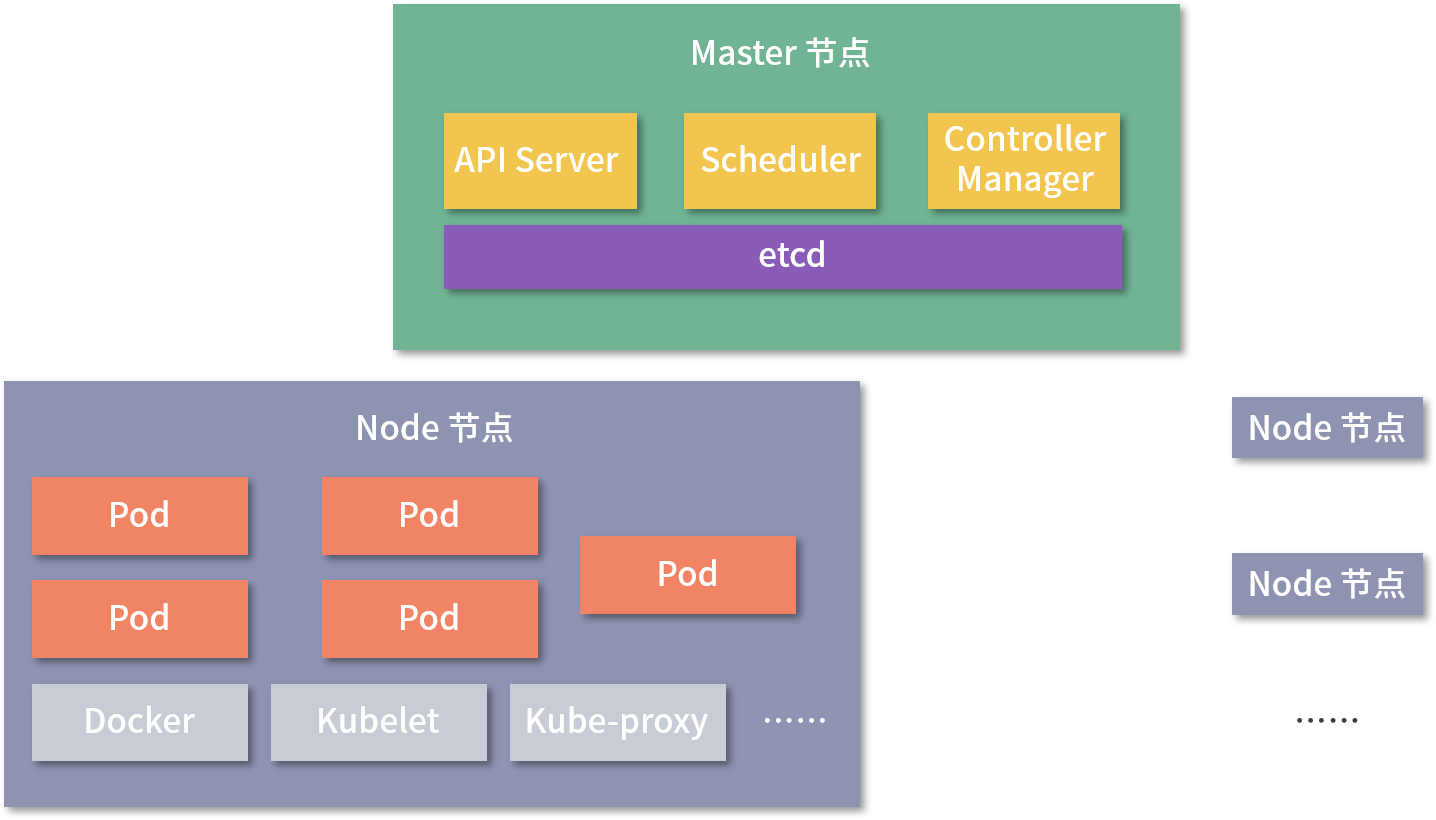 Master 节点
API Server
Scheduler
Controller
Manager
etcd
Node 节点
Pod
Pod
Pod
Pod
Pod
Docker
Kubelet
Kube-proxy
……
Node 节点
Node 节点
……